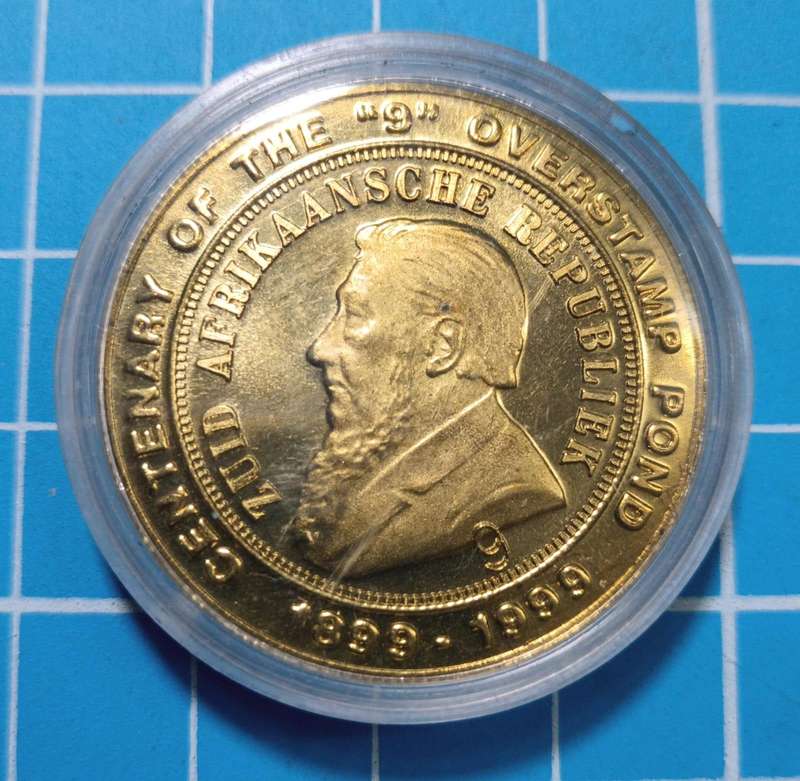 CENTENARY OF THE "9" OVERSTAMP POND
1899 - 1999
ZUID AFRIKAANSCHE REPUBLIEK
9